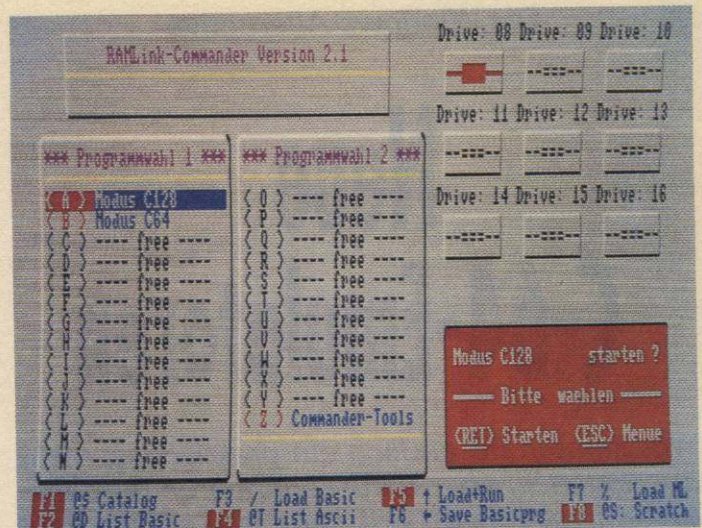 RAMLink-Commander Version 2.1
Drive: 08 Drive: 09 Drive: 10
Drive: 11 Drive: 12 Drive: 13
Drive: 14 Drive: 15 Drive: 16
*** Programmwahl 1 ***
( A ) Modus C128
( B ) Modus C64
( C ) ---- free ----
( D ) ---- free ----
( E ) ---- free ----
( F ) ---- free ----
( G ) ---- free ----
( H ) ---- free ----
( I ) ---- free ----
( J ) ---- free ----
( K ) ---- free ----
( L ) ---- free ----
( M ) ---- free ----
( N ) ---- free ----
*** Programmwahl 2 ***
( O ) ---- free ----
( P ) ---- free ----
( Q ) ---- free ----
( R ) ---- free ----
( S ) ---- free ----
( T ) ---- free ----
( U ) ---- free ----
( V ) ---- free ----
( W ) ---- free ----
( X ) ---- free ----
( Y ) ---- free ----
( Z ) Commander-Tools
Modus C128 starten ?
Bitte waehlen
(RET) Starten (ESC) Menue
F1 @$ Catalog F3 / Load Basic F5 ↑ Load+Run F7 % Load ML
F2 @D List Basic F4 @T List Ascii F6 ← Save Basicprg F8 @S: Scratch